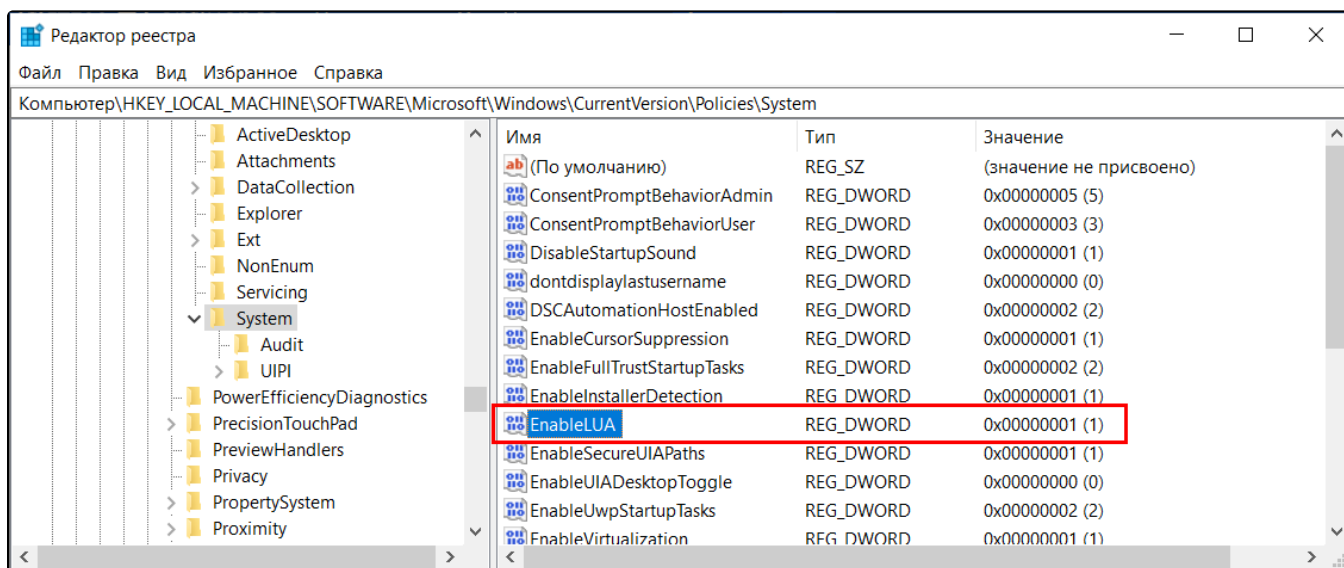 Редактор реестра
Файл Правка Вид Избранное Справка
Компьютер\HKEY_LOCAL_MACHINE\SOFTWARE\Microsoft\Windows\CurrentVersion\Policies\System
ActiveDesktop
Attachments
DataCollection
Explorer
Ext
NonEnum
Servicing
System
Audit
UIPI
PowerEfficiencyDiagnostics
PrecisionTouchPad
PreviewHandlers
Privacy
PropertySystem
Proximity
Имя Тип Значение
(По умолчанию) REG_SZ (значение не присвоено)
ConsentPromptBehaviorAdmin REG_DWORD 0x00000005 (5)
ConsentPromptBehaviorUser REG_DWORD 0x00000003 (3)
DisableStartupSound REG_DWORD 0x00000001 (1)
dontdisplaylastusername REG_DWORD 0x00000000 (0)
DSCAutomationHostEnabled REG_DWORD 0x00000002 (2)
EnableCursorSuppression REG_DWORD 0x00000001 (1)
EnableFullTrustStartupTasks REG_DWORD 0x00000002 (2)
EnableInstallerDetection REG_DWORD 0x00000001 (1)
EnableLUA REG_DWORD 0x00000001 (1)
EnableSecureUIAPaths REG_DWORD 0x00000001 (1)
EnableUIADesktopToggle REG_DWORD 0x00000000 (0)
EnableUwpStartupTasks REG_DWORD 0x00000002 (2)
EnableVirtualization REG_DWORD 0x00000001 (1)